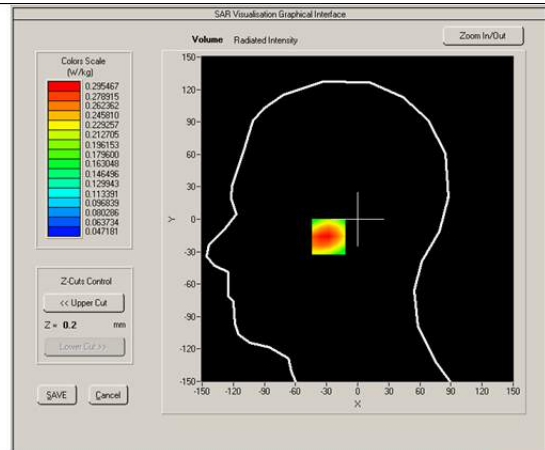 SAR Visualisation Graphical Interface
Volume Radiated Intensity
Zoom In/Out
Colors Scale
(W/kg)
0.295467
0.278915
0.262362
0.245810
0.229257
0.212705
0.196153
0.179600
0.163048
0.146496
0.129943
0.113391
0.096839
0.080286
0.063734
0.047181
Z-Cuts Control
<< Upper Cut
Z = 0.2 mm
Lower Cut >>
SAVE Cancel
150
120
90
60
30
0
-30
-60
-90
-120
-150
Y
-150 -120 -90 -60 -30 0 30 60 90 120 150
X